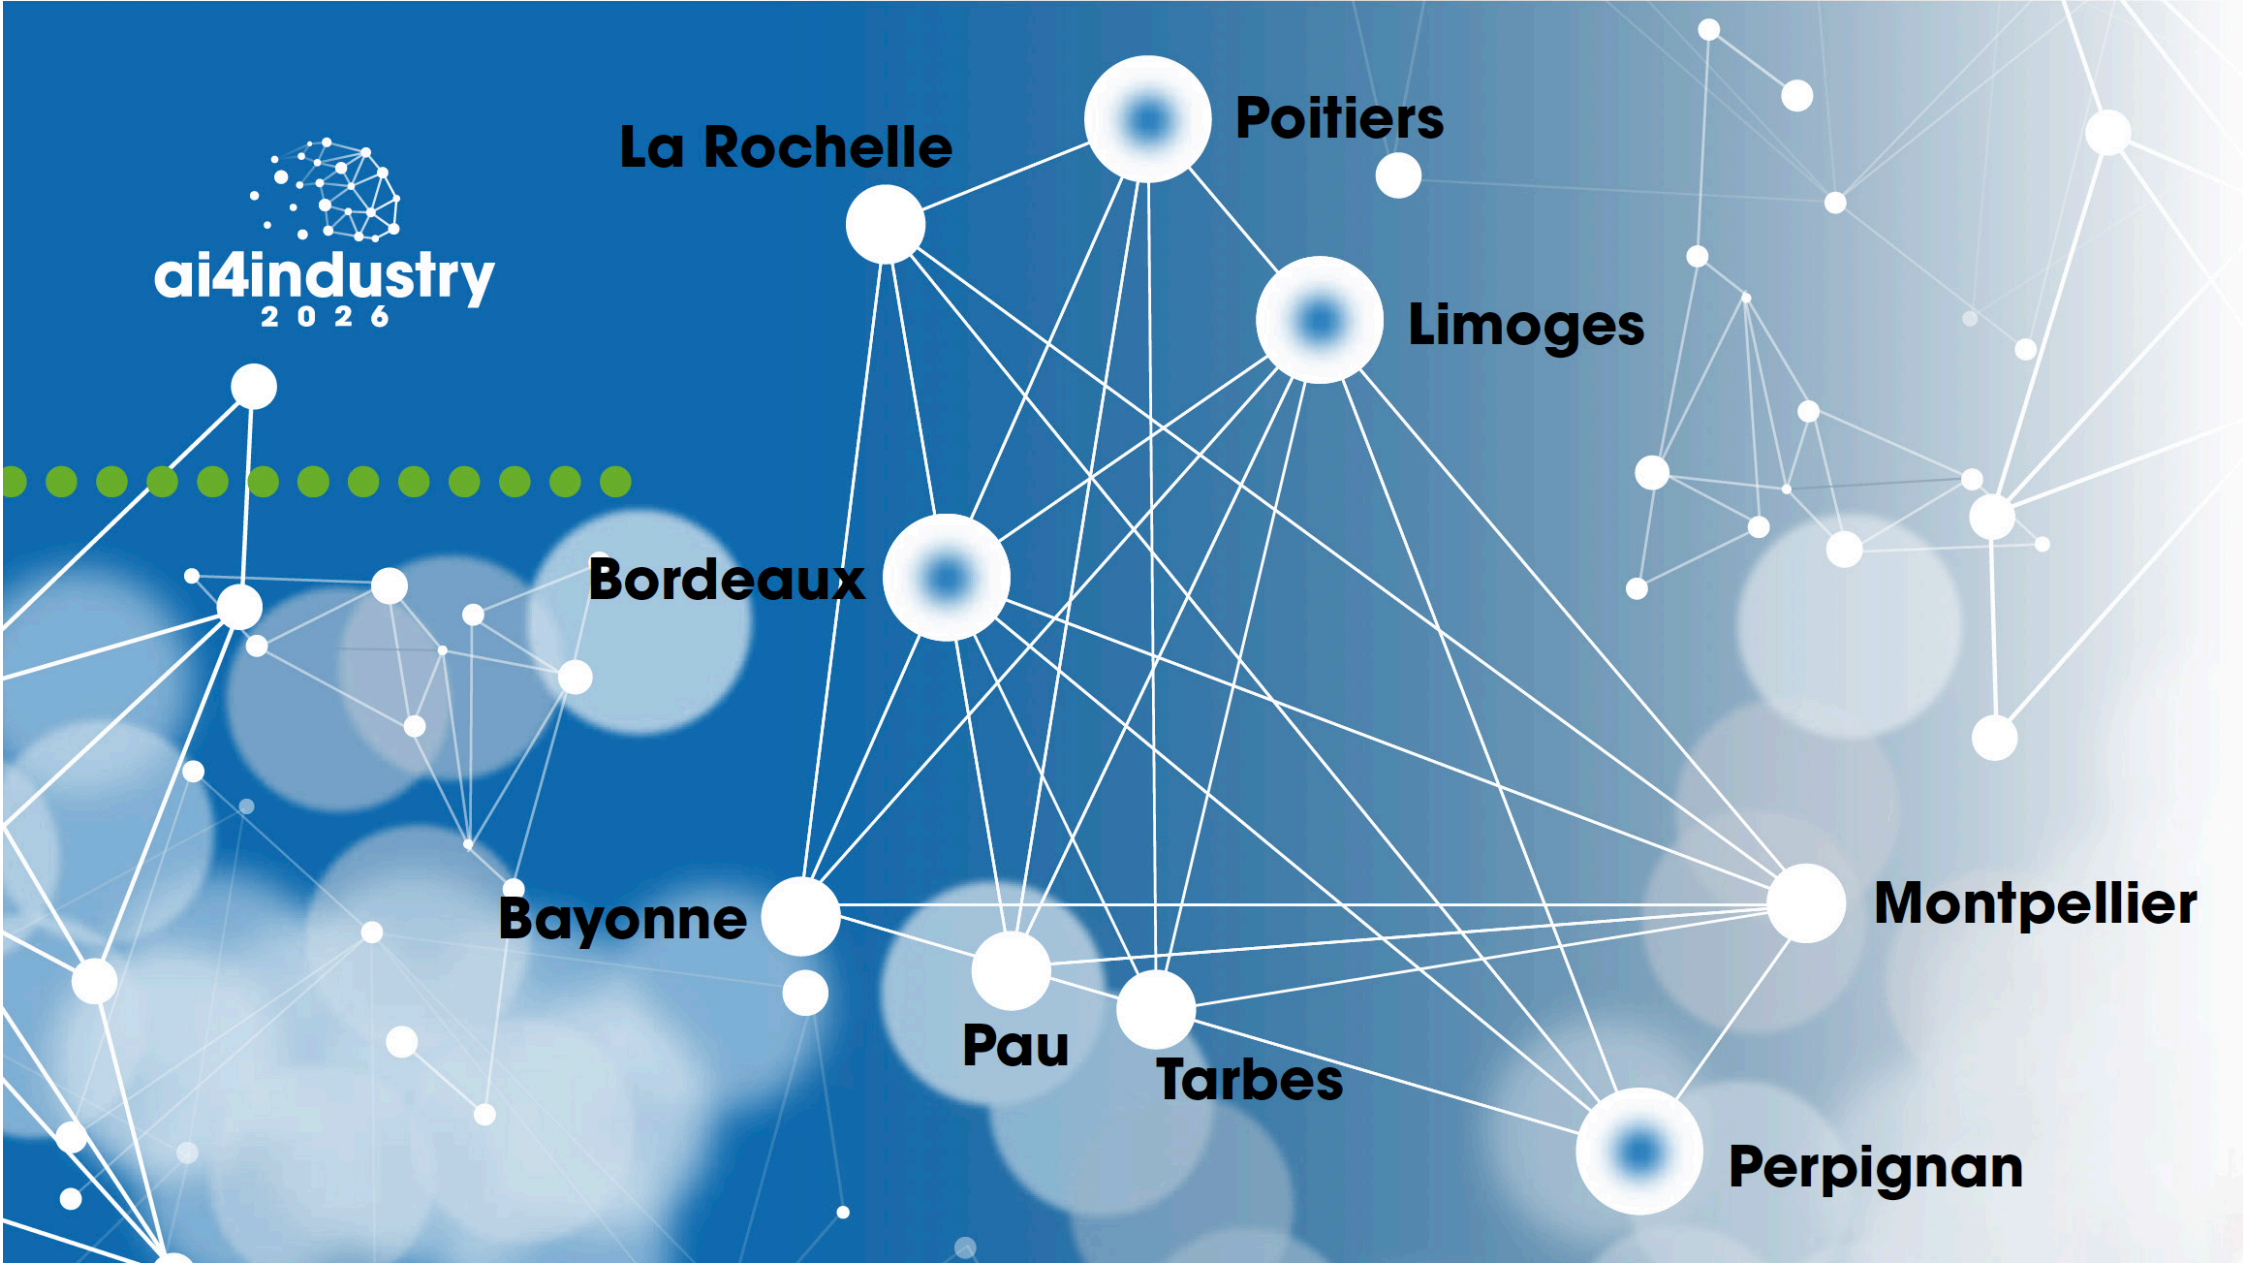 La Rochelle
Poitiers
ai4industry
2026
Limoges
Bordeaux
Bayonne
Montpellier
Pau
Tarbes
Perpignan